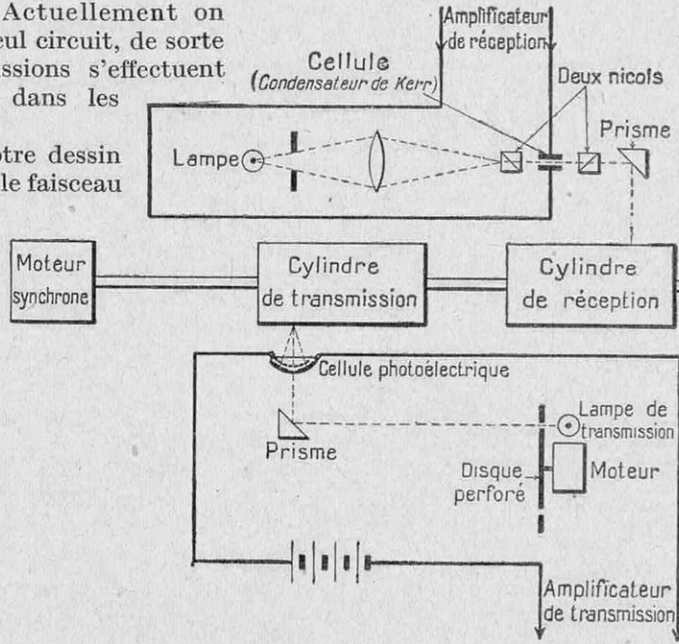 Actuellement on
eul circuit, de sorte
issions s'effectuent
dans les
otre dessin
le faisceau
Amplificateur
de réception
Cellule
(Condensateur de Kerr)
Deux nicols
Prisme
Lampe
Moteur
synchrone
Cylindre
de transmission
Cylindre
de réception
Cellule photoélectrique
Prisme
Lampe de
transmission
Disque
perforé
Moteur
Amplificateur
de transmission